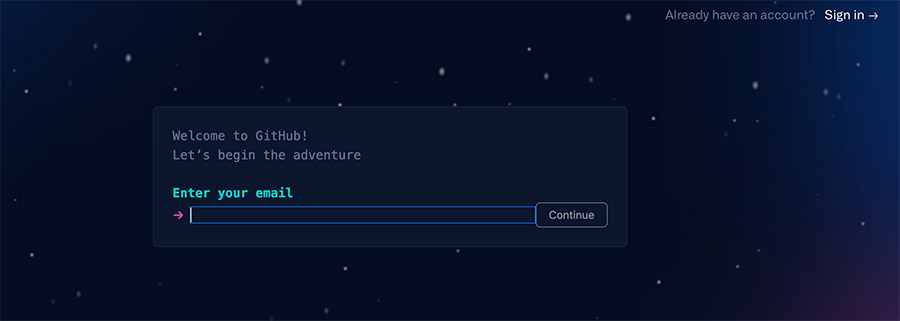 Already have an account? Sign in →
Welcome to GitHub!
Let’s begin the adventure
Enter your email
→
Continue